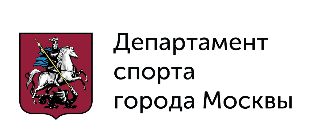 Департамент
спорта
города Москвы